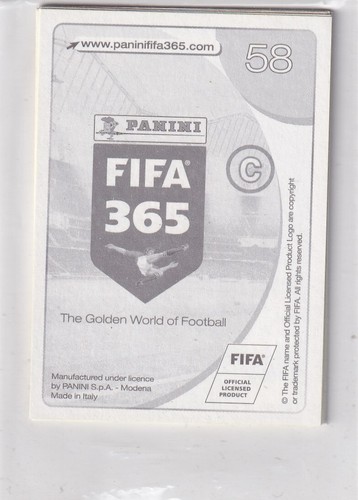 www.paninififa365.com
58
PANINI
FIFA
365
C
The Golden World of Football
© The FIFA name and Official Licensed Product Logo are copyright
or trademark protected by FIFA. All rights reserved.
Manufactured under licence
by PANINI S.p.A. - Modena
Made in Italy
FIFA®
OFFICIAL
LICENSED
PRODUCT